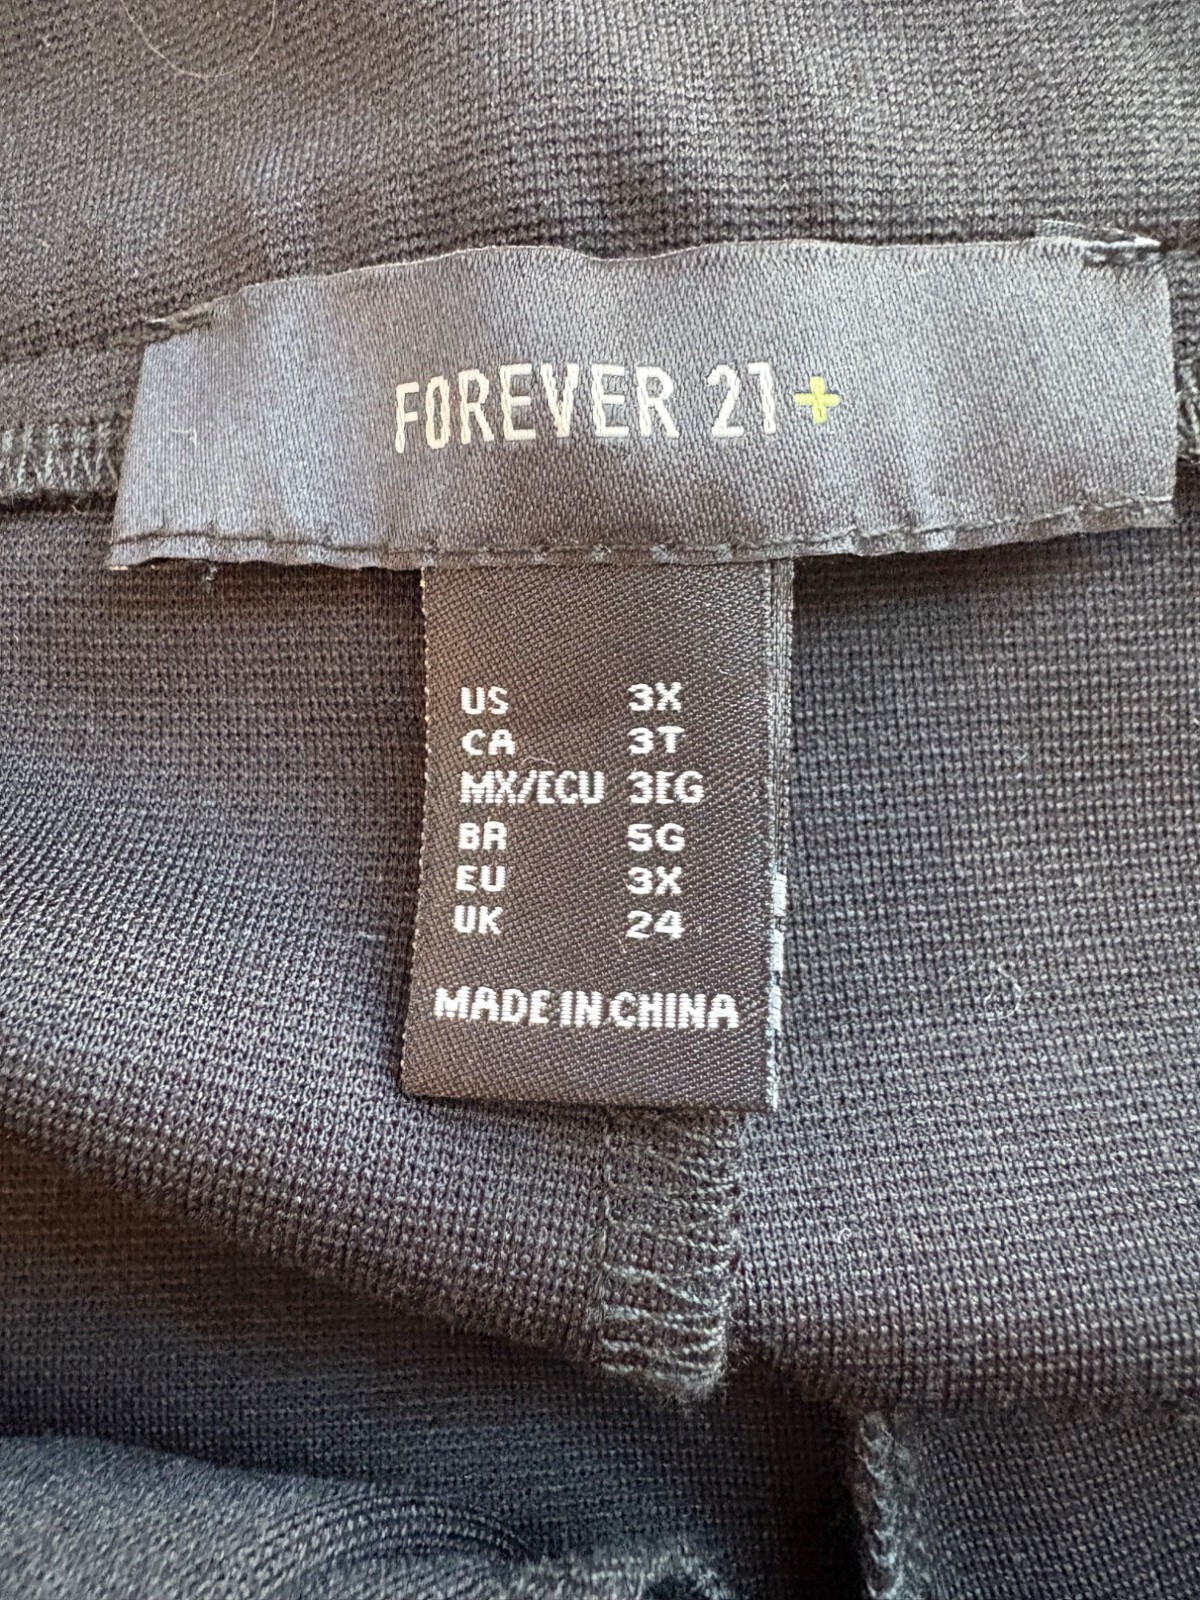 FOREVER 21+
US 3X
CA 3T
MX/ECU 3EG
BR 5G
EU 3X
UK 24
MADE IN CHINA